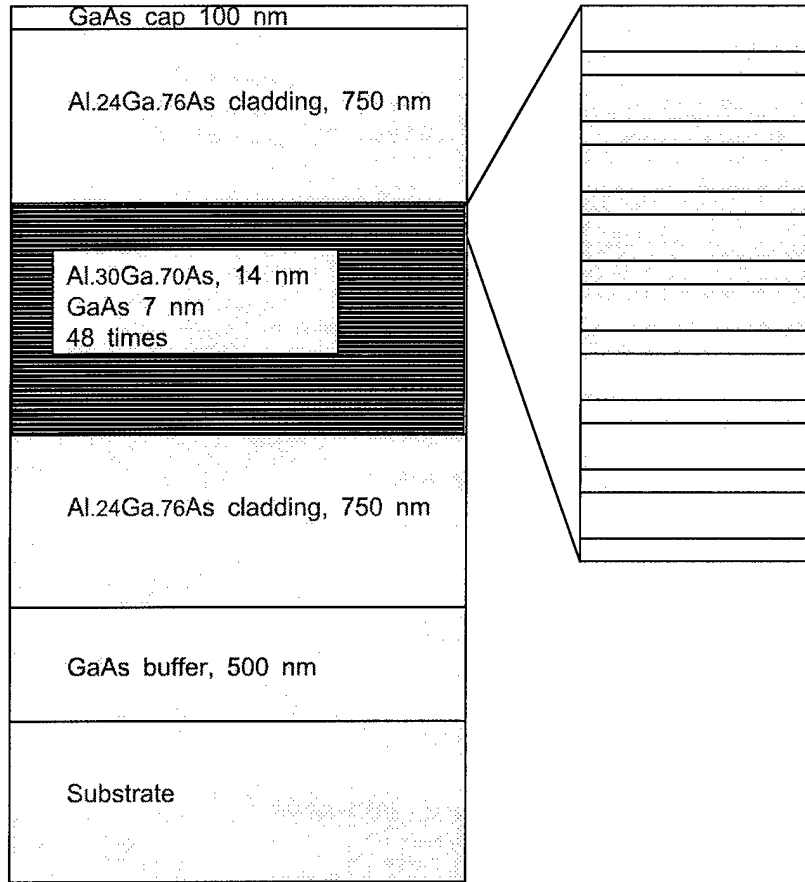 GaAs cap 100 nm
Al.24Ga.76As cladding, 750 nm
Al.30Ga.70As, 14 nm
GaAs 7 nm
48 times
Al.24Ga.76As cladding, 750 nm
GaAs buffer, 500 nm
Substrate